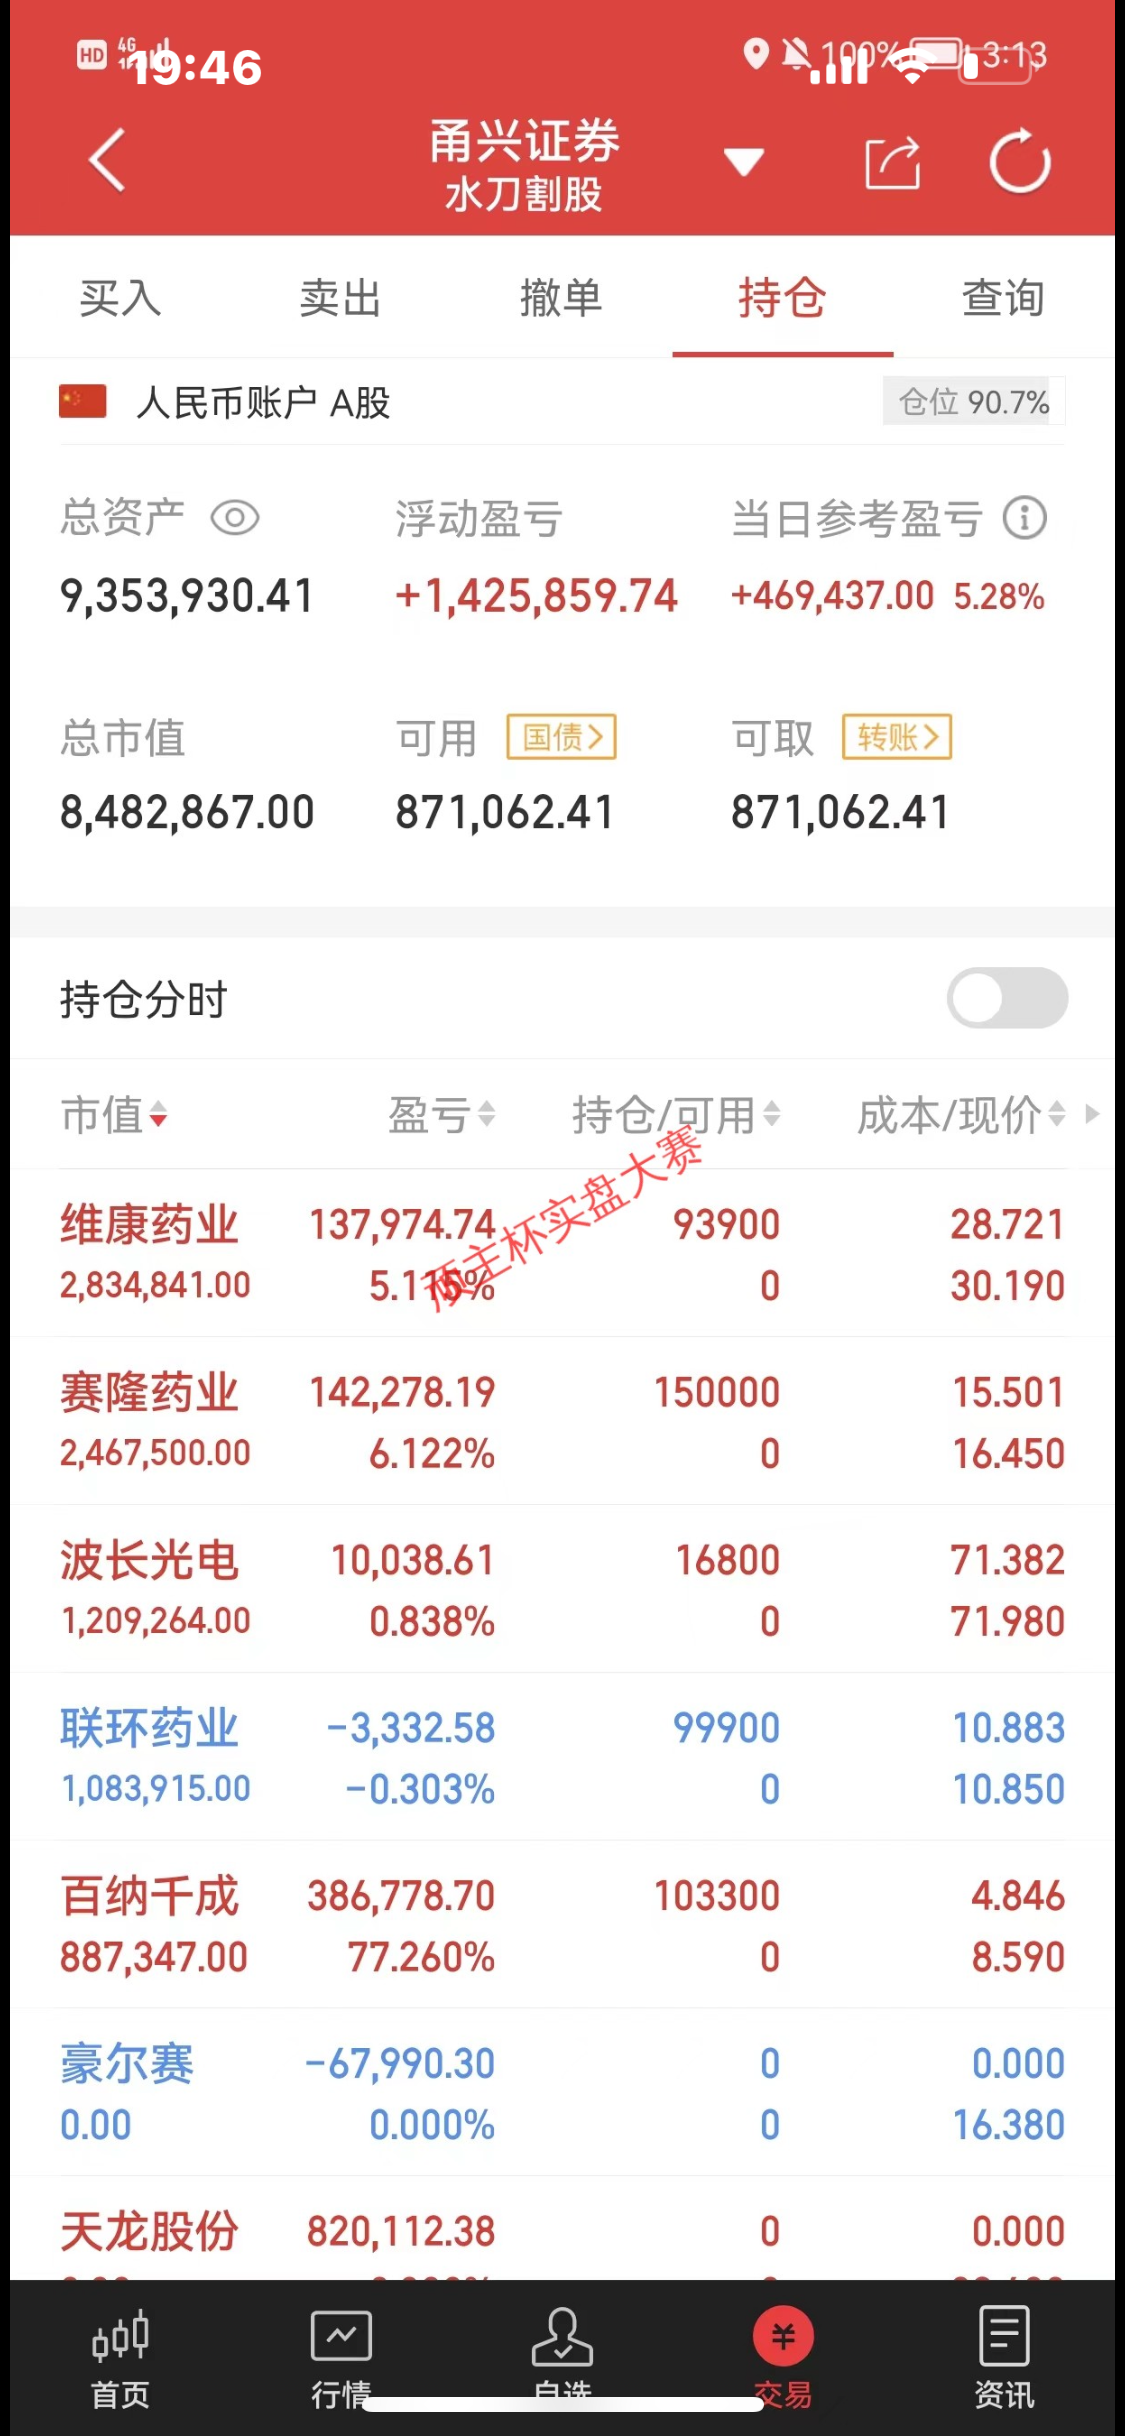 HD 4G 19:46 100% 3:13
甬兴证券
水刀割股
买入 卖出 撤单 持仓 查询
人民币账户 A股 仓位 90.7%
总资产 浮动盈亏 当日参考盈亏
9,353,930.41 +1,425,859.74 +469,437.00 5.28%
总市值 可用 国债> 可取 转账>
8,482,867.00 871,062.41 871,062.41
持仓分时
市值 盈亏 持仓/可用 成本/现价
顽主杯实盘大赛
维康药业 137,974.74 93900 28.721
2,834,841.00 5.115% 0 30.190
赛隆药业 142,278.19 150000 15.501
2,467,500.00 6.122% 0 16.450
波长光电 10,038.61 16800 71.382
1,209,264.00 0.838% 0 71.980
联环药业 -3,332.58 99900 10.883
1,083,915.00 -0.303% 0 10.850
百纳千成 386,778.70 103300 4.846
887,347.00 77.260% 0 8.590
豪尔赛 -67,990.30 0 0.000
0.00 0.000% 0 16.380
天龙股份 820,112.38 0 0.000
首页 行情 自选 交易 资讯